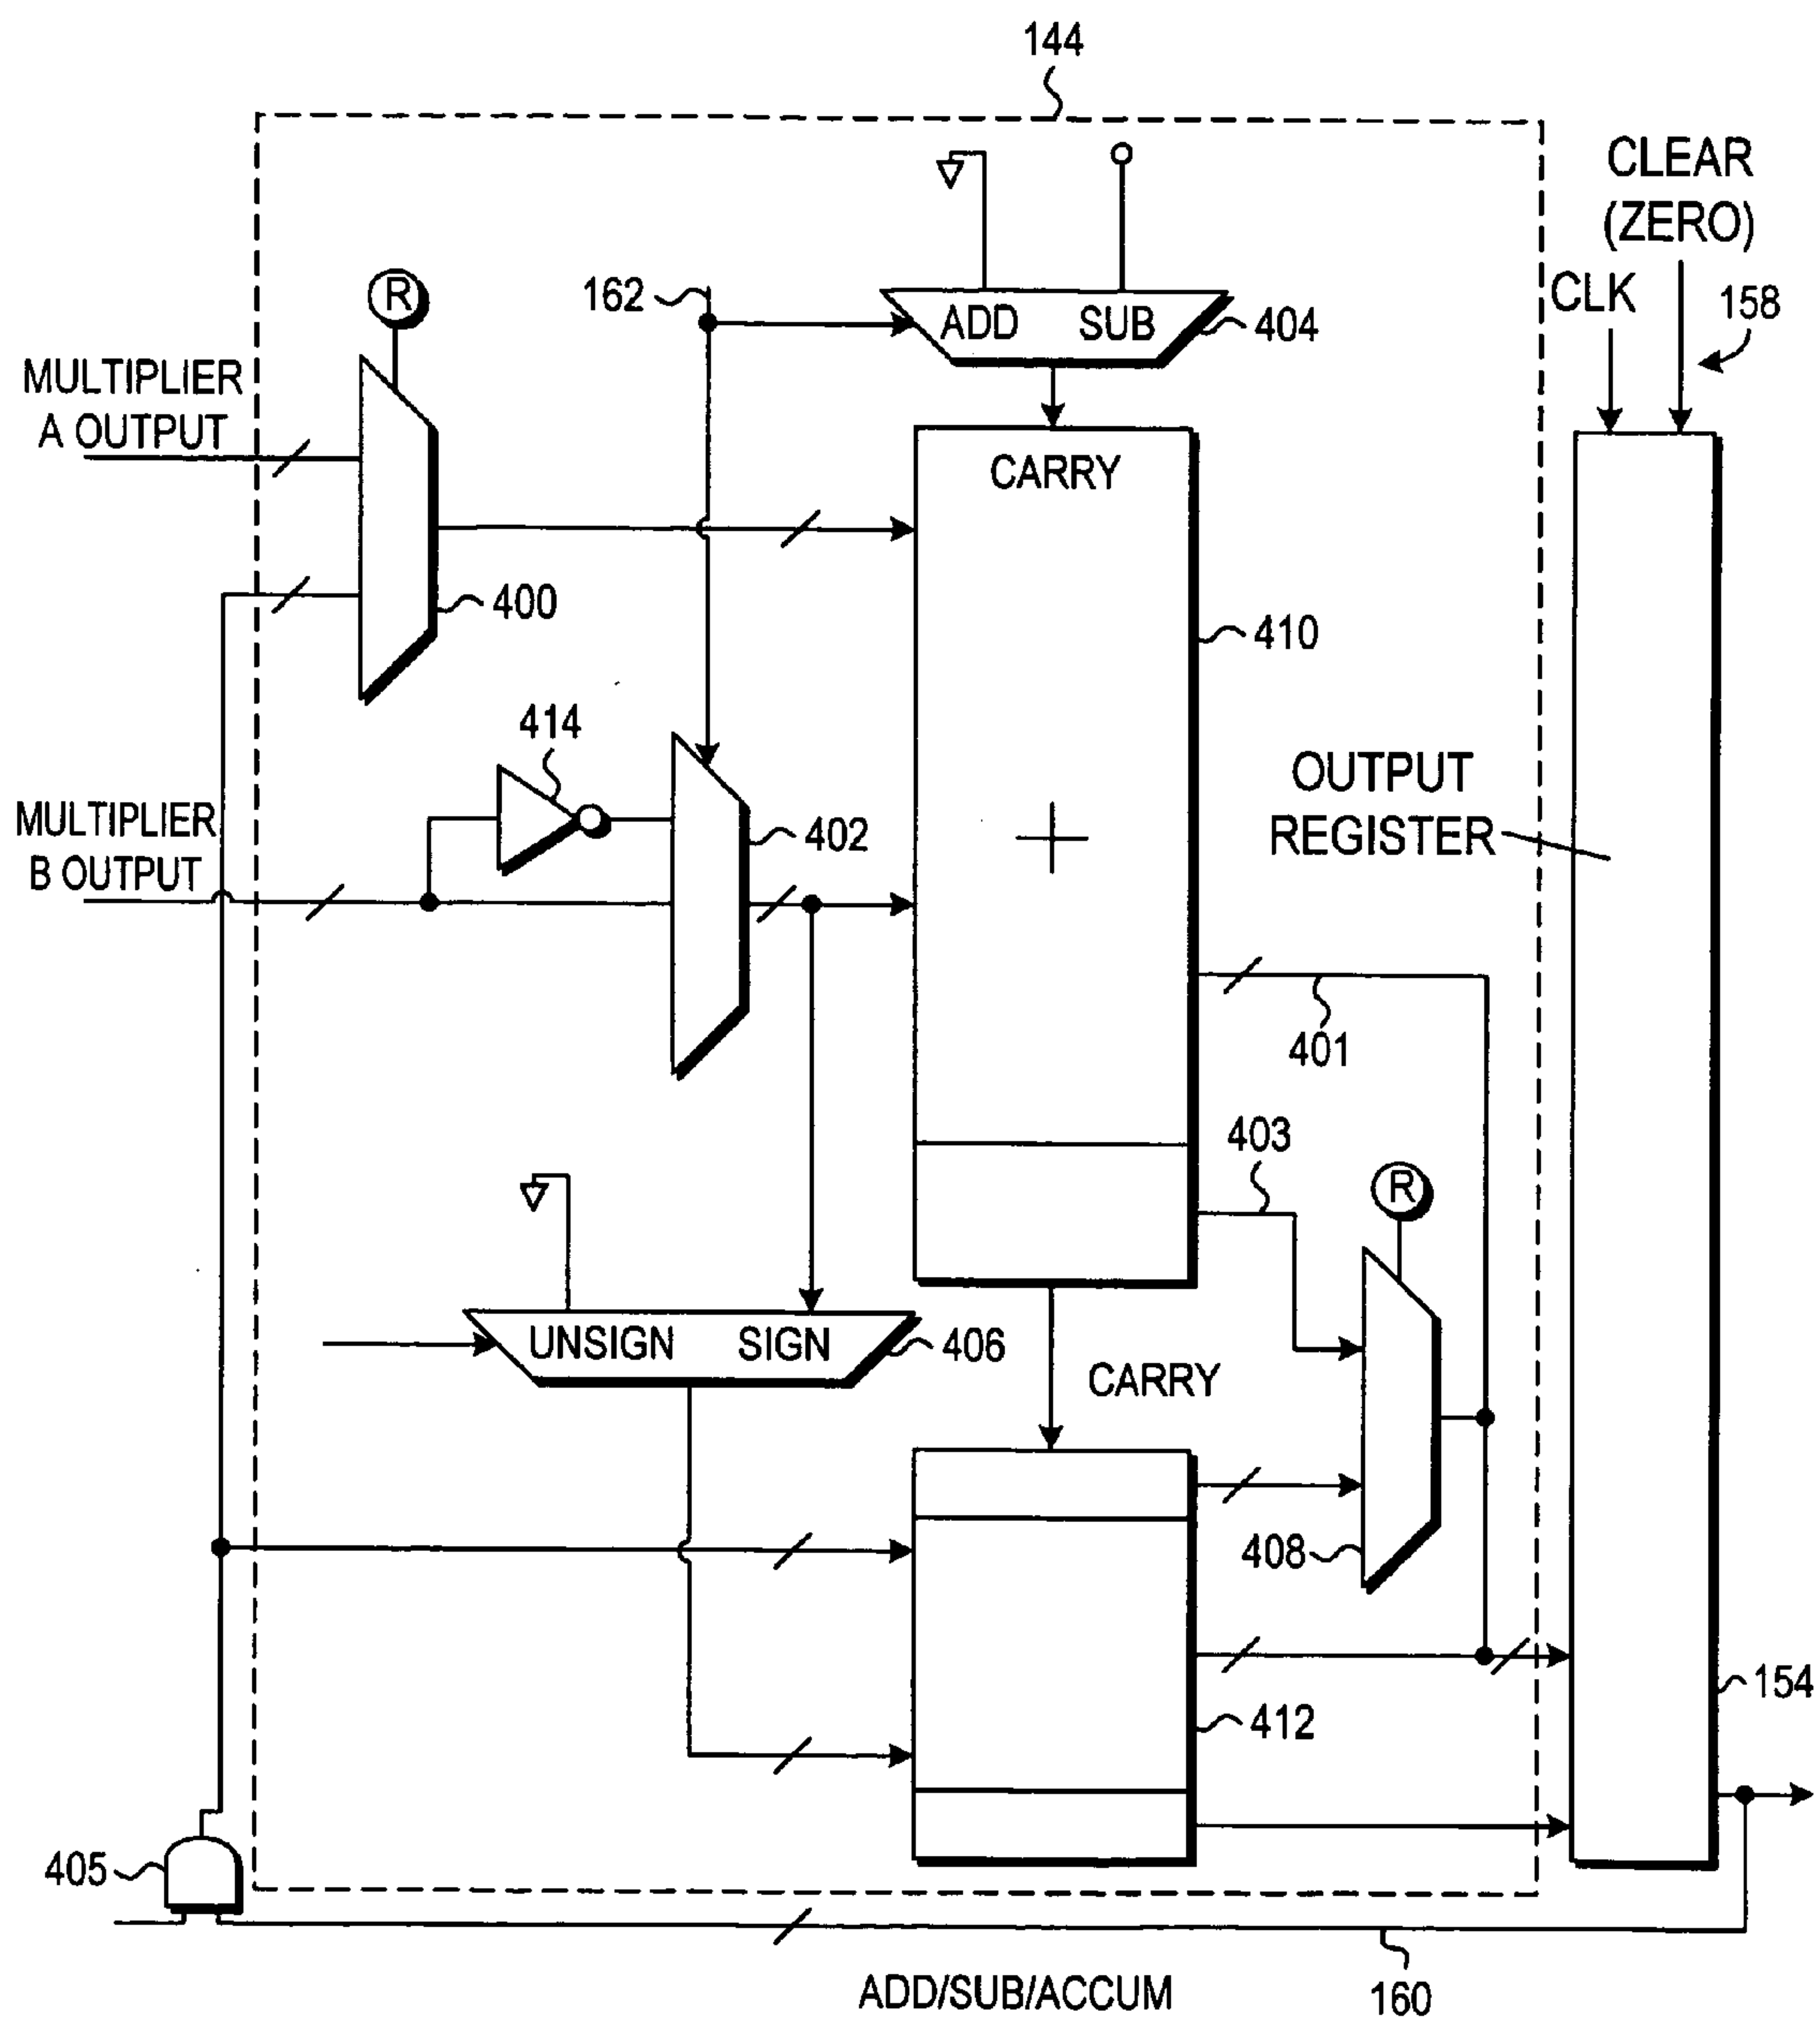 144
CLEAR
(ZERO)
CLK
158
R
162
ADD SUB
404
MULTIPLIER
A OUTPUT
CARRY
400
410
414
OUTPUT
REGISTER
MULTIPLIER
B OUTPUT
402
+
401
403
R
UNSIGN SIGN
406
CARRY
408
154
412
405
ADD/SUB/ACCUM
160